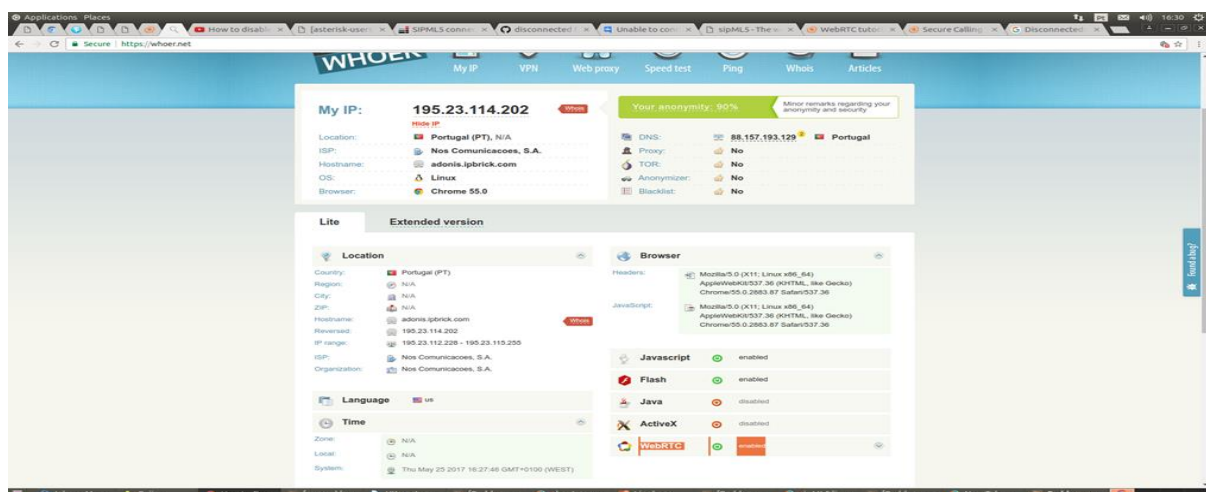 Applications Places
PT 16:30
How to disable
[asterisk-users
SIPML5 connec
disconnected
Unable to conn
sipML5 - The w
WebRTC tutor
Secure Calling
Disconnected
Secure https://whoer.net
WHOER
My IP VPN Web proxy Speed test Ping Whois Articles
My IP: 195.23.114.202 Whois
Hide IP
Location: Portugal (PT), N/A
ISP: Nos Comunicacoes, S.A.
Hostname: adonis.ipbrick.com
OS: Linux
Browser: Chrome 55.0
Your anonymity: 90%
Minor remarks regarding your
anonymity and security
DNS: 88.157.193.129 2 Portugal
Proxy: No
TOR: No
Anonymizer: No
Blacklist: No
Lite Extended version
Location
Country: Portugal (PT)
Region: N/A
City: N/A
ZIP: N/A
Hostname: adonis.ipbrick.com Whois
Reversed: 195.23.114.202
IP range: 195.23.112.228 - 195.23.115.255
ISP: Nos Comunicacoes, S.A.
Organization: Nos Comunicacoes, S.A.
Language us
Time
Zone: N/A
Local: N/A
System: Thu May 25 2017 16:27:46 GMT+0100 (WEST)
Browser
Headers: Mozilla/5.0 (X11; Linux x86_64)
AppleWebKit/537.36 (KHTML, like Gecko)
Chrome/55.0.2883.87 Safari/537.36
JavaScript: Mozilla/5.0 (X11; Linux x86_64)
AppleWebKit/537.36 (KHTML, like Gecko)
Chrome/55.0.2883.87 Safari/537.36
Javascript enabled
Flash enabled
Java disabled
ActiveX disabled
WebRTC enabled
Found a bug?